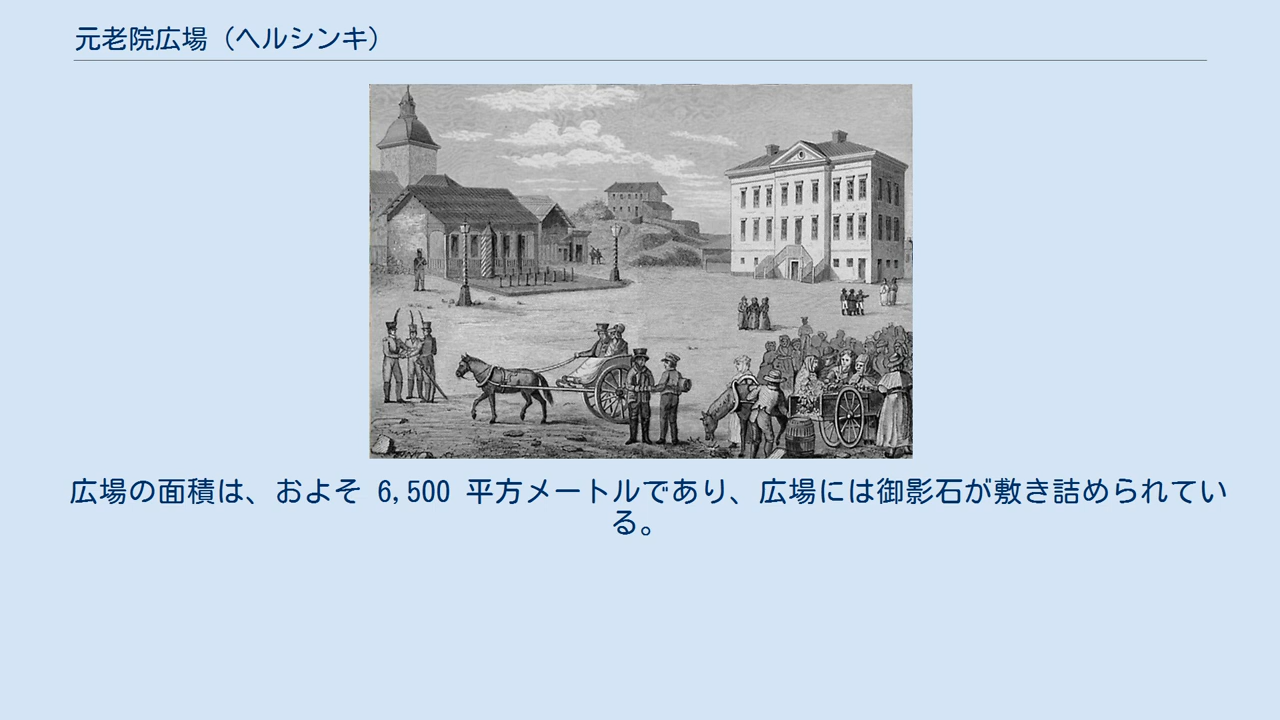 元老院広場（ヘルシンキ）
広場の面積は、およそ 6,500 平方メートルであり、広場には御影石が敷き詰められてい
る。